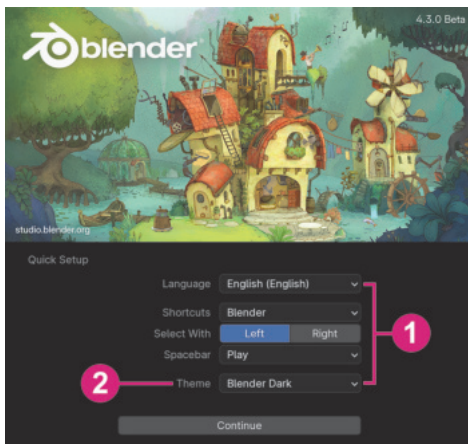 4.3.0 Beta
blender
studio.blender.org
Quick Setup
Language English (English)
Shortcuts Blender
Select With Left Right
1
Spacebar Play
2 Theme Blender Dark
Continue